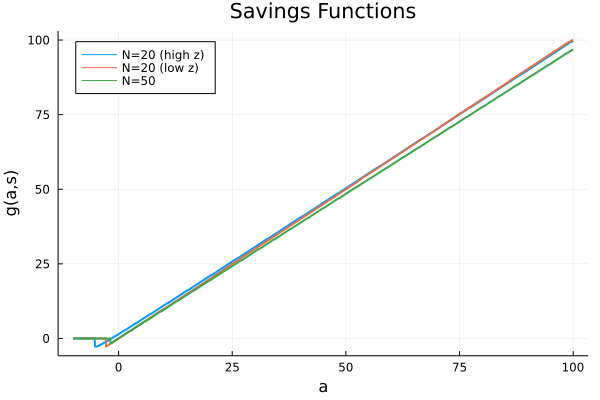 Savings Functions
N=20 (high z)
N=20 (low z)
N=50
g(a,s)
100
75
50
25
0
0 25 50 75 100
a